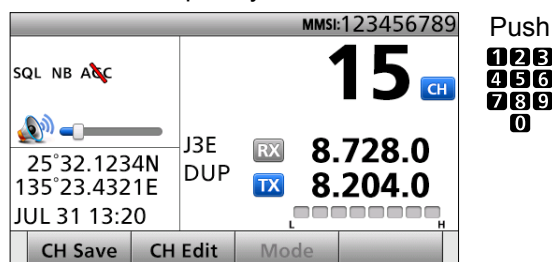 MMSI:123456789
SQL NB AGC
15 CH
J3E RX 8.728.0
DUP TX 8.204.0
L H
25°32.1234N
135°23.4321E
JUL 31 13:20
CH Save CH Edit Mode
Push
1 2 3
4 5 6
7 8 9
0